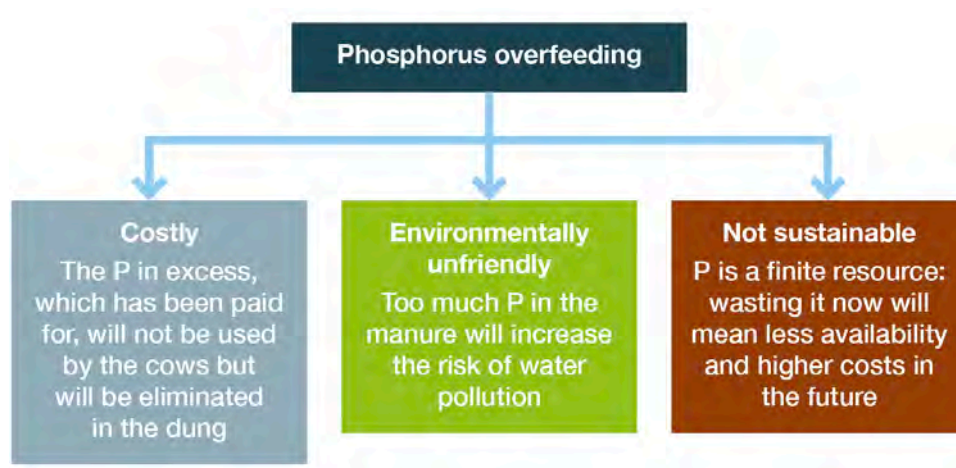 Phosphorus overfeeding
Costly
The P in excess,
which has been paid
for, will not be used
by the cows but
will be eliminated
in the dung
Environmentally
unfriendly
Too much P in the
manure will increase
the risk of water
pollution
Not sustainable
P is a finite resource:
wasting it now will
mean less availability
and higher costs in
the future